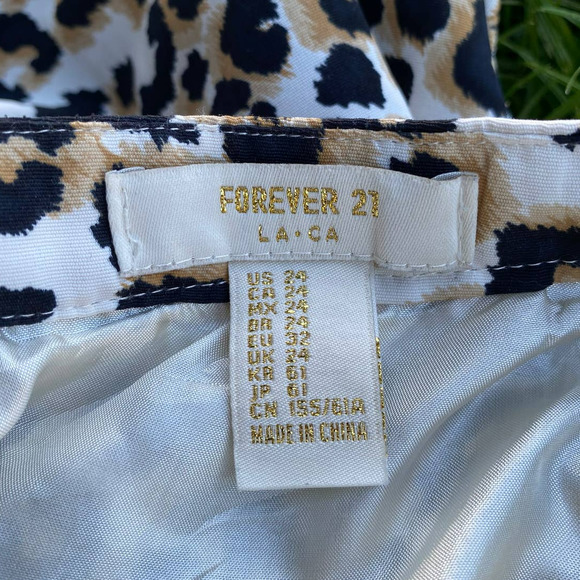 FOREVER 21
LA·CA
US 24
CA 24
MX 24
BR 24
EU 32
UK 24
KR 61
JP 61
CN 155/61A
MADE IN CHINA